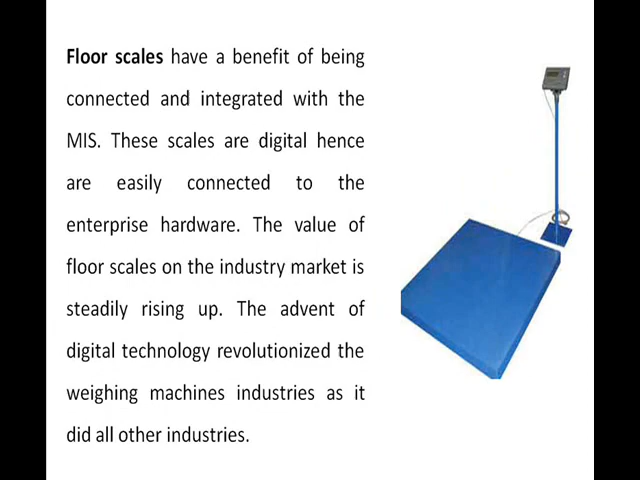 Floor scales have a benefit of being
connected and integrated with the
MIS. These scales are digital hence
are easily connected to the
enterprise hardware. The value of
floor scales on the industry market is
steadily rising up. The advent of
digital technology revolutionized the
weighing machines industries as it
did all other industries.